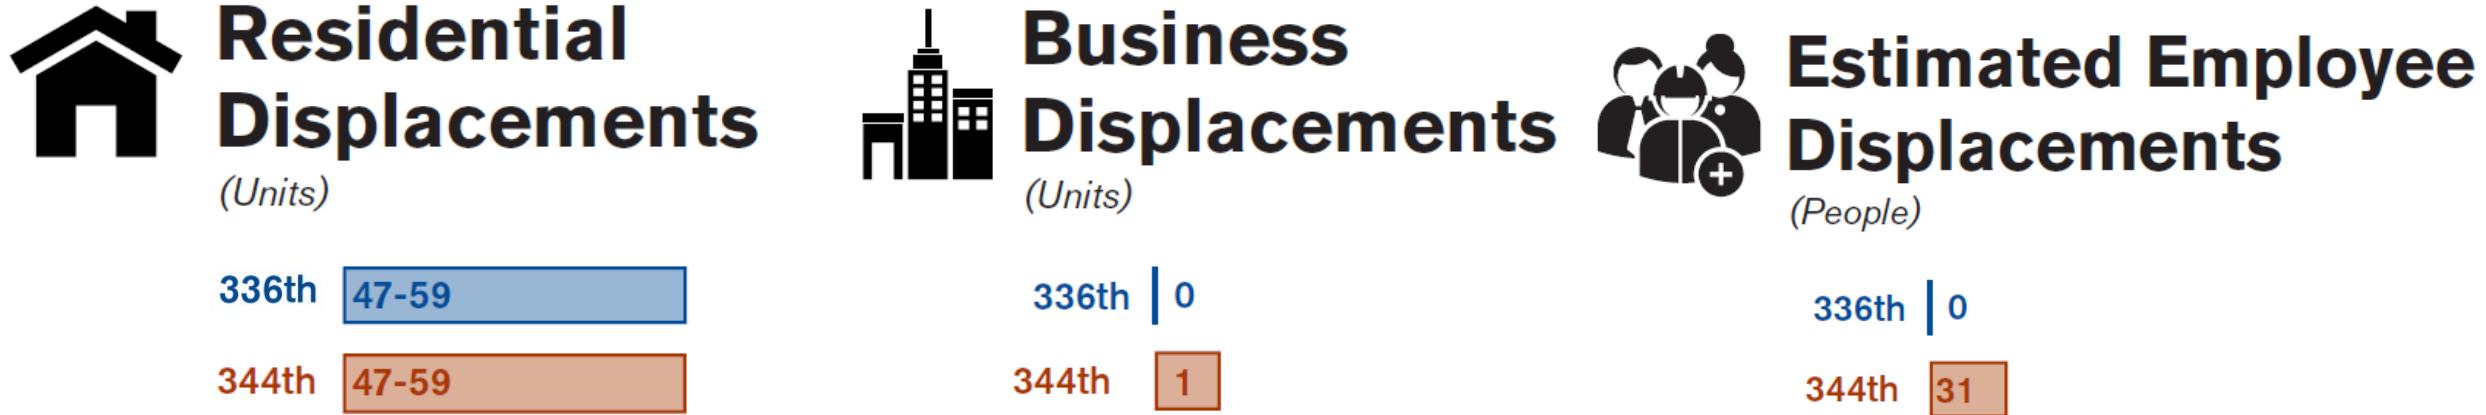 Residential
Displacements
(Units)
336th 47-59
344th 47-59
Business
Displacements
(Units)
336th 0
344th 1
Estimated Employee
Displacements
(People)
336th 0
344th 31